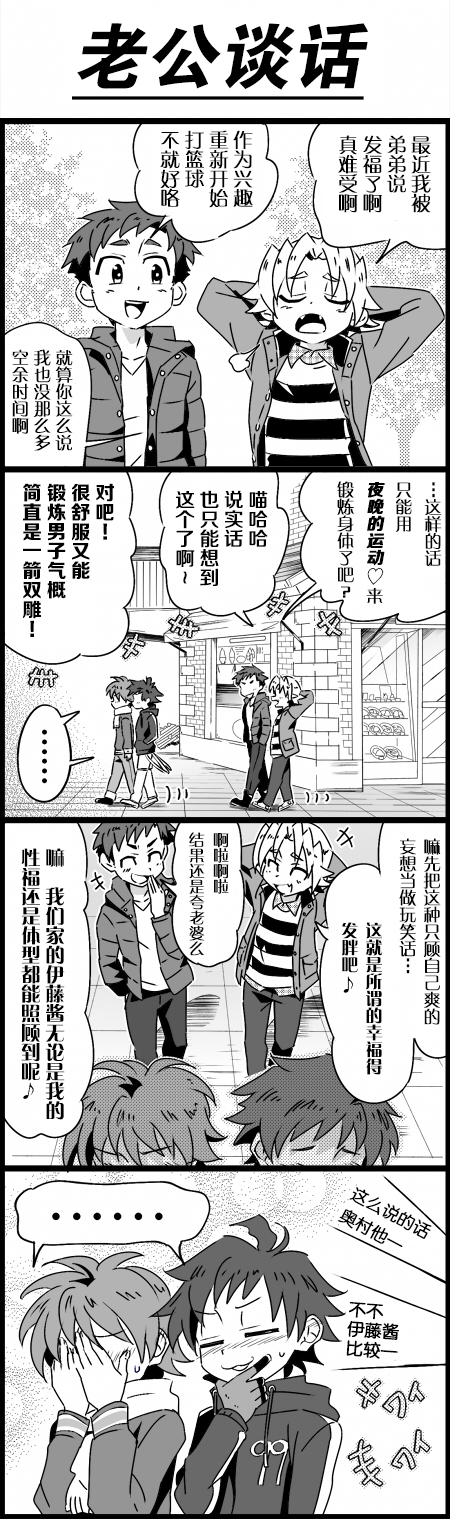 老公谈话
最近我被
弟弟说
发福了啊
真难受啊
作为兴趣
重新开始
打篮球
不就好咯
就算你这么说
我也没那么多
空余时间啊
…这样的话
只能用
夜晚的运动♡来
锻炼身体了吧？
喵哈哈
说实话
也只能想到
这个了啊～
对吧！
很舒服又能
锻炼男子气概
简直是一箭双雕！
……
嘛先把这种只顾自己爽的
妄想当做玩笑话…
这就是所谓的幸福得
发胖吧♪
啊啦啊啦
结果还是夸老婆么
嘛 我们家的伊藤酱无论是我的
性福还是体型都能照顾到呢♪
这么说的话
奥村他—
不不
伊藤酱
比较—
……
ワイ
ワイ